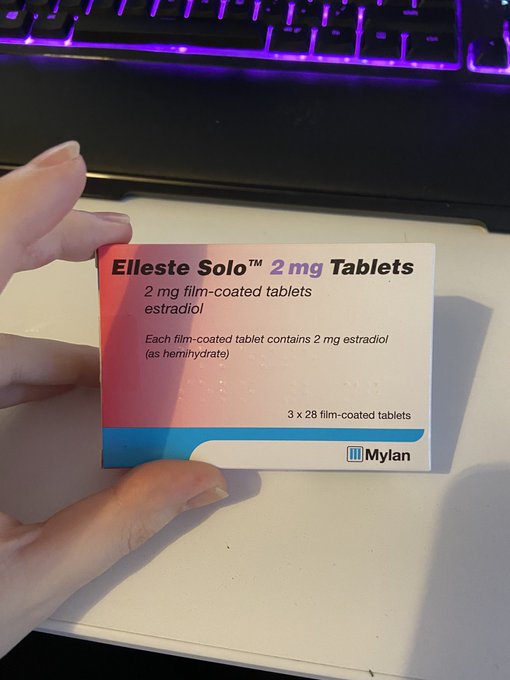 Elleste Solo™ 2 mg Tablets
2 mg film-coated tablets
estradiol
Each film-coated tablet contains 2 mg estradiol
(as hemihydrate)
3 x 28 film-coated tablets
Mylan